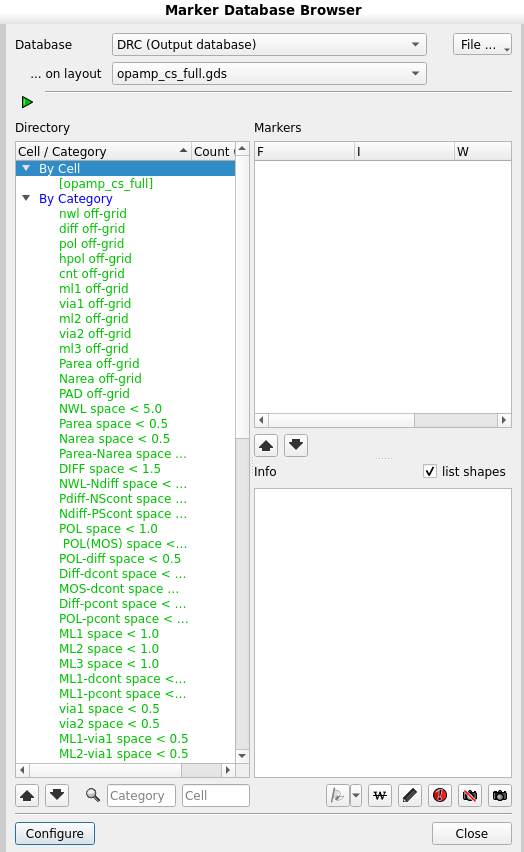 Marker Database Browser
Database DRC (Output database) File ...
... on layout opamp_cs_full.gds
Directory Markers
Cell / Category Count F I W
By Cell
[opamp_cs_full]
By Category
nwl off-grid
diff off-grid
pol off-grid
hpol off-grid
cnt off-grid
ml1 off-grid
via1 off-grid
ml2 off-grid
via2 off-grid
ml3 off-grid
Parea off-grid
Narea off-grid
PAD off-grid
NWL space < 5.0
Parea space < 0.5
Narea space < 0.5
Parea-Narea space ...
DIFF space < 1.5
NWL-Ndiff space < ...
Pdiff-NScont space ...
Ndiff-PScont space ...
POL space < 1.0
POL(MOS) space <...
POL-diff space < 0.5
Diff-dcont space < ...
MOS-dcont space ...
Diff-pcont space < ...
POL-pcont space < ...
ML1 space < 1.0
ML2 space < 1.0
ML3 space < 1.0
ML1-dcont space <...
ML1-pcont space <...
via1 space < 0.5
via2 space < 0.5
ML1-via1 space < 0.5
ML2-via1 space < 0.5
Info list shapes
Category Cell
W
Configure Close